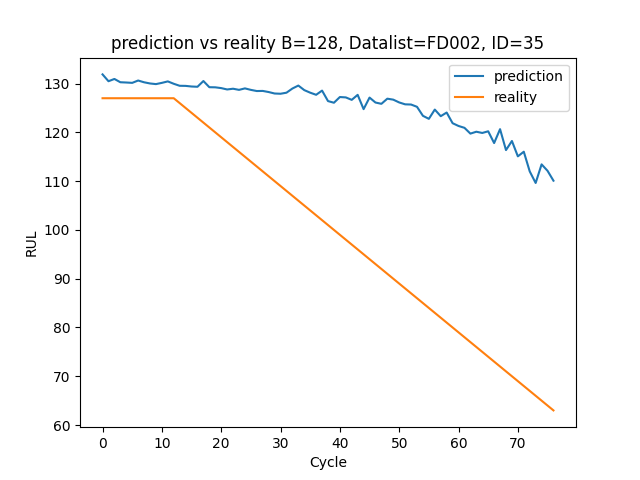 prediction vs reality B=128, Datalist=FD002, ID=35
prediction
reality
RUL
130
120
110
100
90
80
70
60
0 10 20 30 40 50 60 70
Cycle